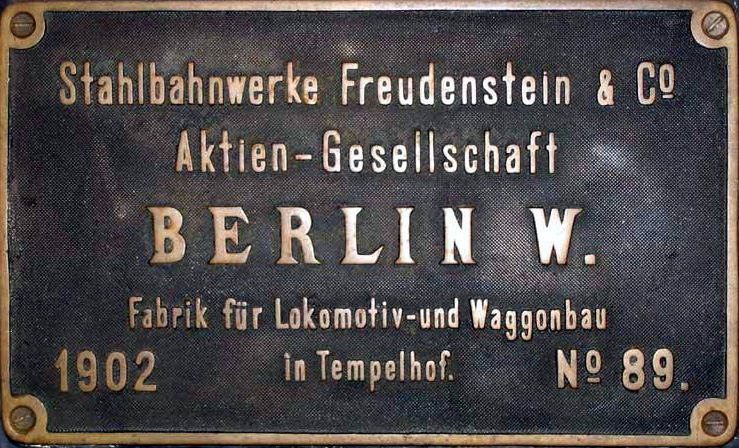 Stahlbahnwerke Freudenstein & Cº
Aktien-Gesellschaft
BERLIN W.
Fabrik für Lokomotiv-und Waggonbau
in Tempelhof.
1902 Nº 89.